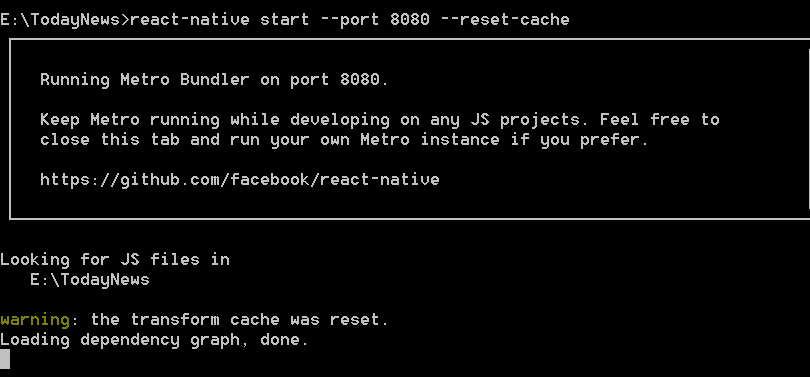 E:\TodayNews>react-native start --port 8080 --reset-cache
Running Metro Bundler on port 8080.
Keep Metro running while developing on any JS projects. Feel free to
close this tab and run your own Metro instance if you prefer.
https://github.com/facebook/react-native
Looking for JS files in
E:\TodayNews
warning: the transform cache was reset.
Loading dependency graph, done.